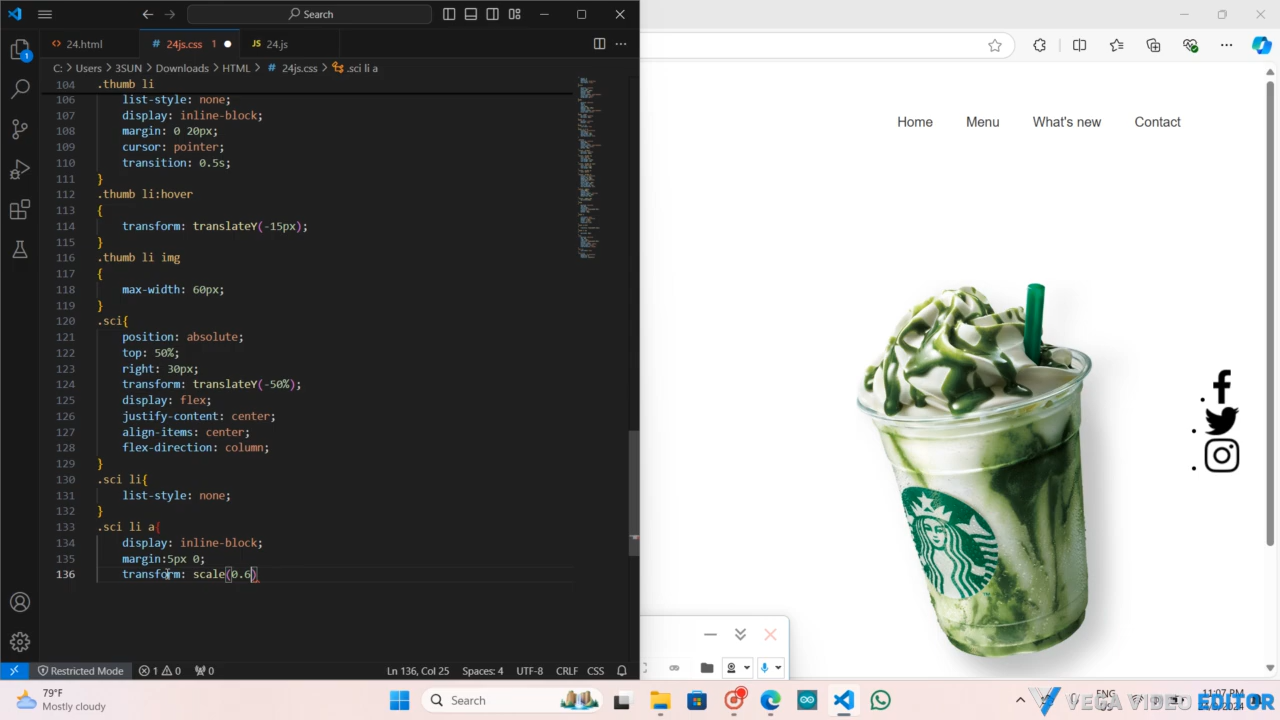 Search
24.html
# 24js.css 1
JS 24.js
C: > Users > 3SUN > Downloads > HTML > # 24js.css > .sci li a
104 .thumb li
106 list-style: none;
107 display: inline-block;
108 margin: 0 20px;
109 cursor: pointer;
110 transition: 0.5s;
111 }
112 .thumb li:hover
113 {
114 transform: translateY(-15px);
115 }
116 .thumb li img
117 {
118 max-width: 60px;
119 }
120 .sci{
121 position: absolute;
122 top: 50%;
123 right: 30px;
124 transform: translateY(-50%);
125 display: flex;
126 justify-content: center;
127 align-items: center;
128 flex-direction: column;
129 }
130 .sci li{
131 list-style: none;
132 }
133 .sci li a{
134 display: inline-block;
135 margin:5px 0;
136 transform: scale(0.6)
Home Menu What's new Contact
1
Restricted Mode 1 0 0 Ln 136, Col 25 Spaces: 4 UTF-8 CRLF CSS
79°F
Mostly cloudy
Search
ENG
11:07 PM
VEGA VIDEO EDITOR